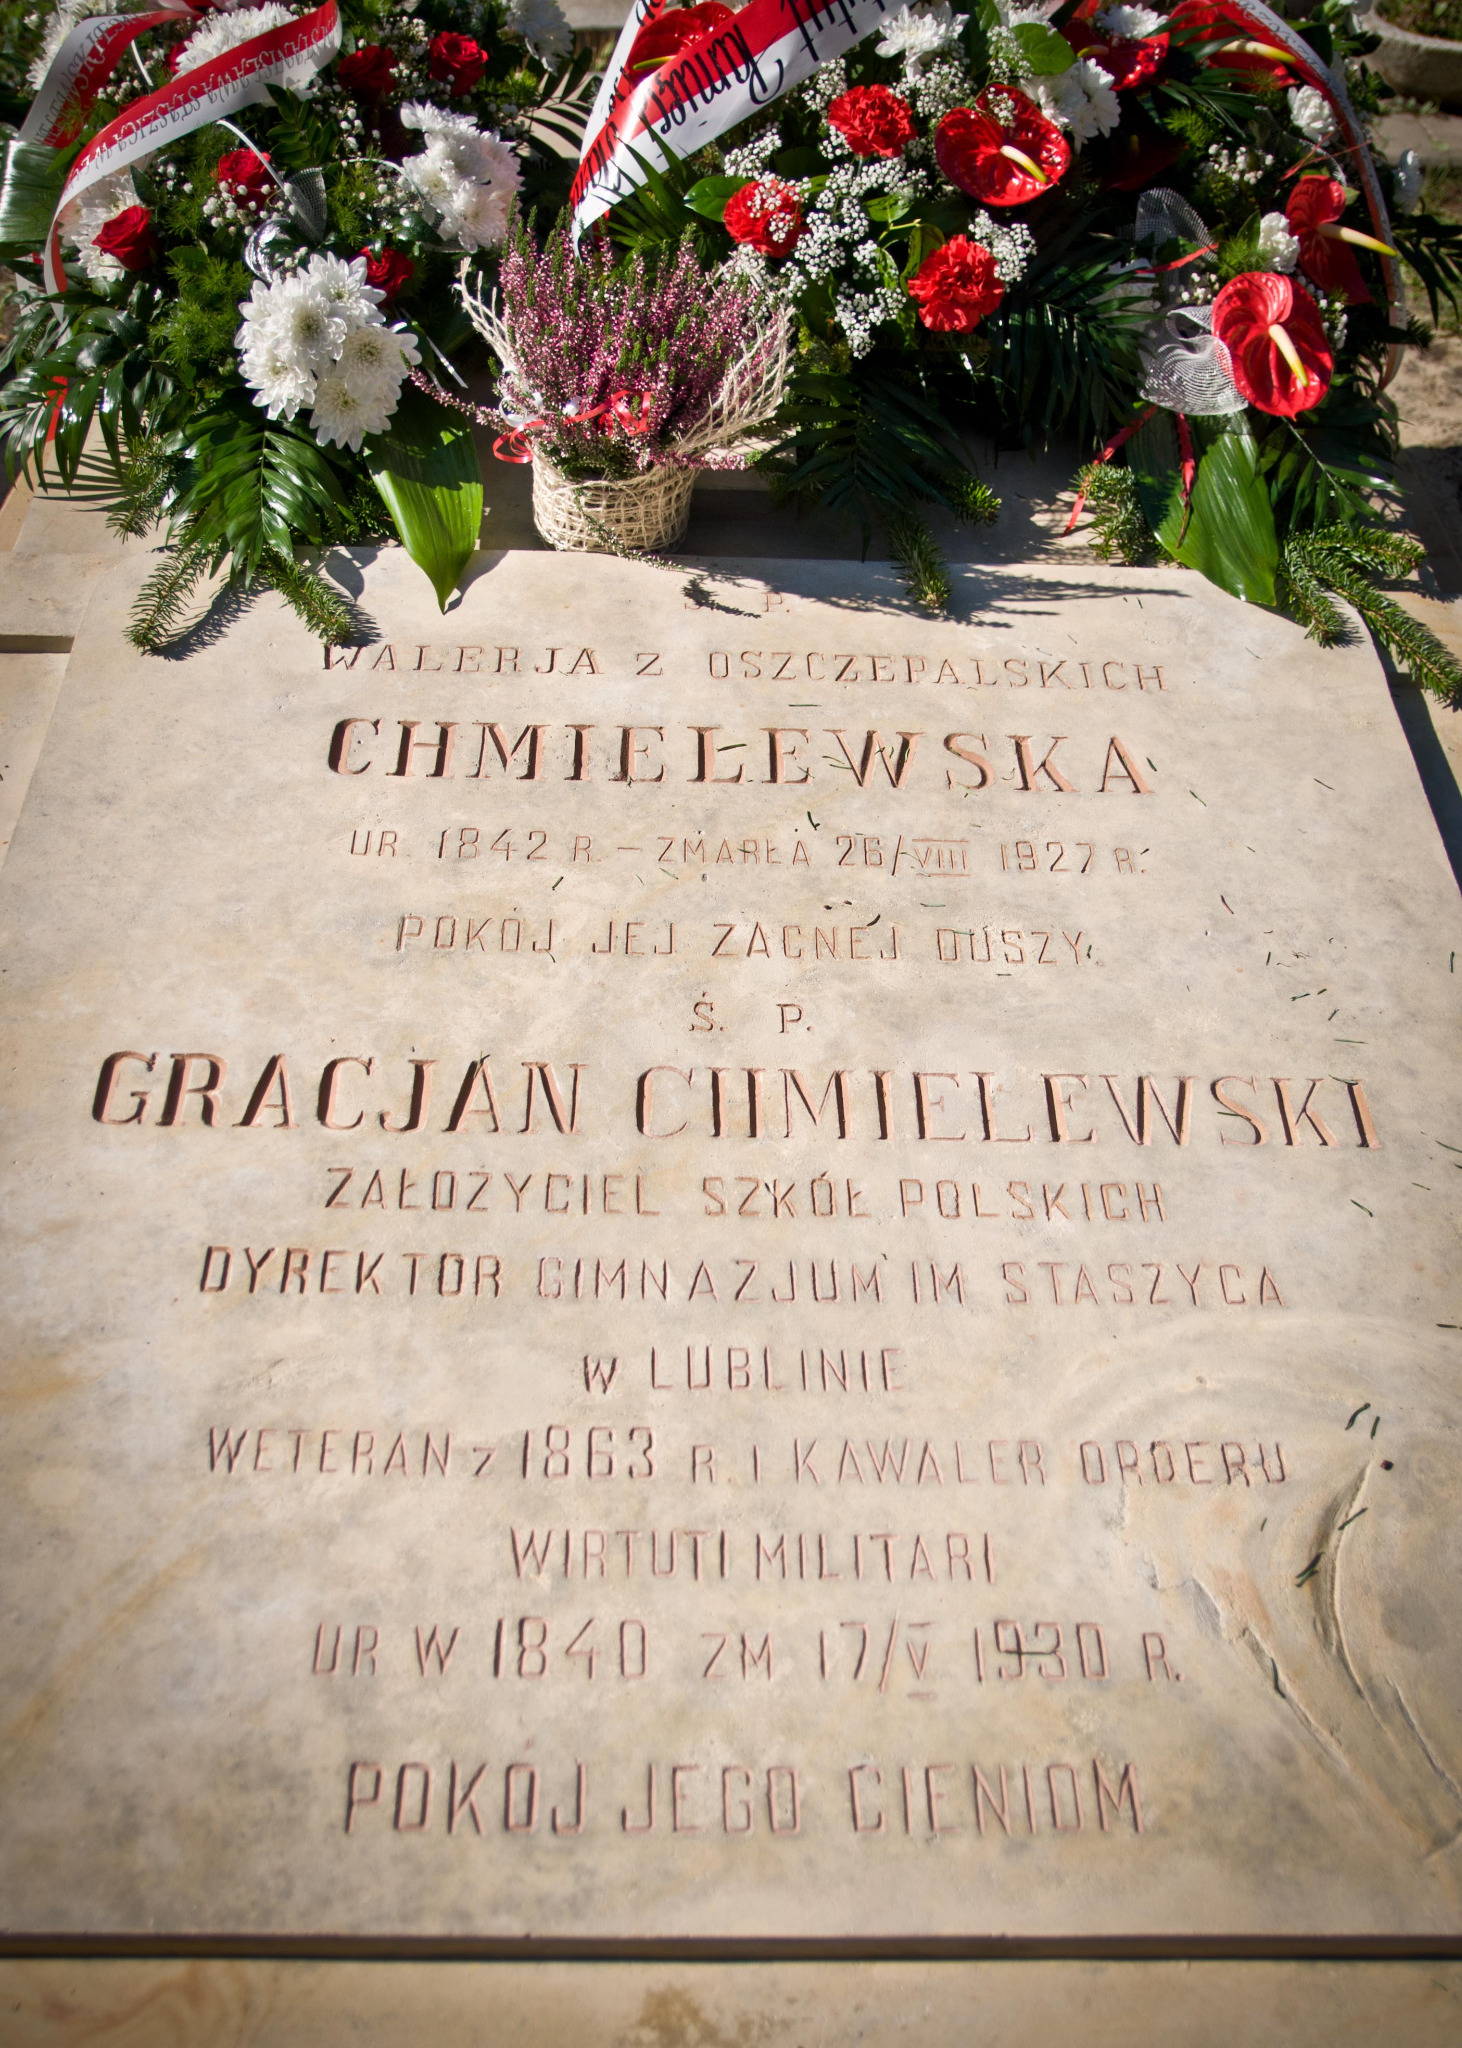 P.
WALERJA Z OSZCZEPALSKICH
CHMIELEWSKA
UR. 1842 R. – ZMARŁA 26/VIII 1927 R.
POKÓJ JEJ ZACNEJ DUSZY.
Ś. P.
GRACJAN CHMIELEWSKI
ZAŁOŻYCIEL SZKÓŁ POLSKICH
DYREKTOR GIMNAZJUM IM STASZYCA
W LUBLINIE
WETERAN z 1863 R. I KAWALER ORDERU
WIRTUTI MILITARI
UR W 1840 ZM 17/V 1930 R.
POKÓJ JEGO CIENIOM